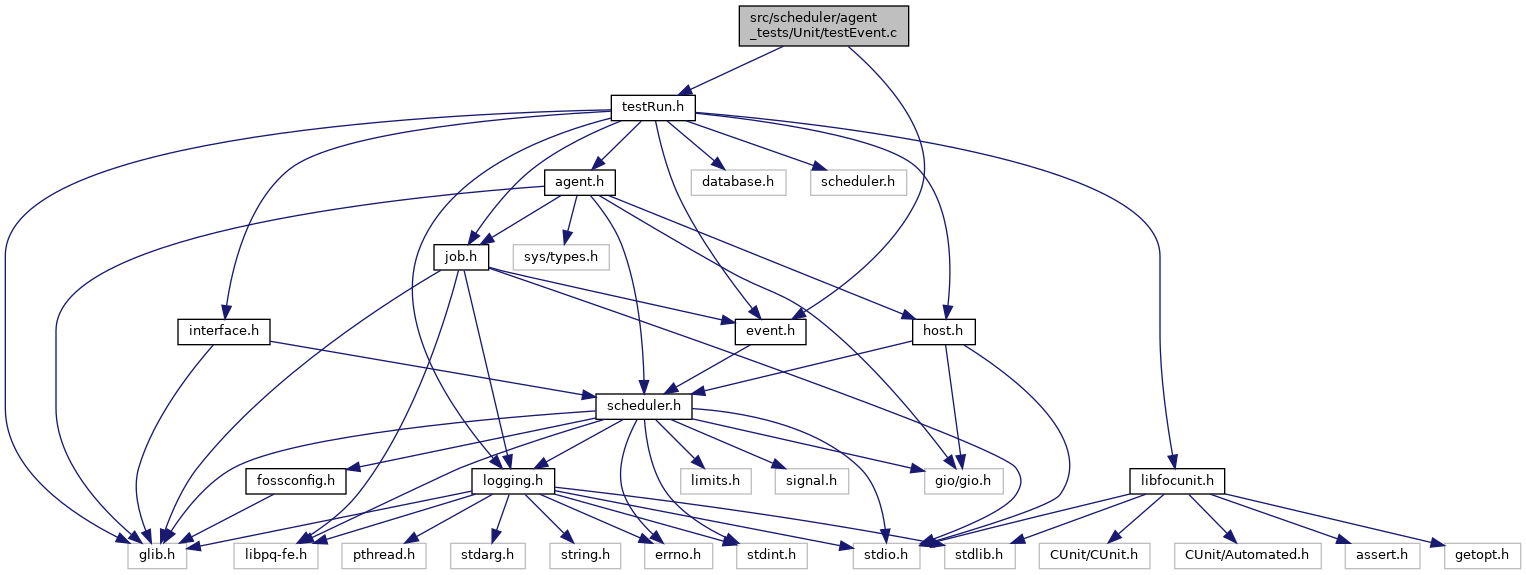 src/scheduler/agent
_tests/Unit/testEvent.c
testRun.h
agent.h
database.h
scheduler.h
job.h
sys/types.h
interface.h
event.h
host.h
scheduler.h
fossconfig.h
logging.h
limits.h
signal.h
gio/gio.h
libfocunit.h
glib.h
libpq-fe.h
pthread.h
stdarg.h
string.h
errno.h
stdint.h
stdio.h
stdlib.h
CUnit/CUnit.h
CUnit/Automated.h
assert.h
getopt.h